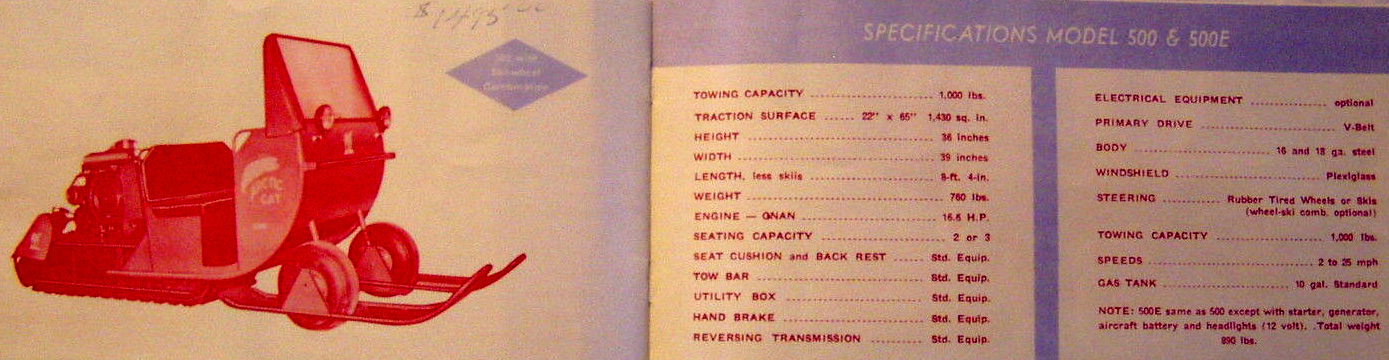 $1495.00
ARCTIC
CAT
SPECIFICATIONS MODEL 500 & 500E
TOWING CAPACITY ........................ 1,000 lbs.
TRACTION SURFACE ...... 22" x 65" 1,430 sq. in.
HEIGHT ........................ 36 inches
WIDTH ........................ 39 inches
LENGTH, less skiis ........................ 8-ft. 4-in.
WEIGHT ........................ 760 lbs.
ENGINE — ONAN ........................ 16.5 H.P.
SEATING CAPACITY ........................ 2 or 3
SEAT CUSHION and BACK REST ........ Std. Equip.
TOW BAR ........................ Std. Equip.
UTILITY BOX ........................ Std. Equip.
HAND BRAKE ........................ Std. Equip.
REVERSING TRANSMISSION .......... Std. Equip.
ELECTRICAL EQUIPMENT ................ optional
PRIMARY DRIVE ........................ V-Belt
BODY ........................ 16 and 18 ga. steel
WINDSHIELD ........................ Plexiglass
STEERING ............ Rubber Tired Wheels or Skis
(wheel-ski comb. optional)
TOWING CAPACITY ........................ 1,000 lbs.
SPEEDS ........................ 2 to 25 mph
GAS TANK ........................ 10 gal. Standard
NOTE: 500E same as 500 except with starter, generator,
aircraft battery and headlights (12 volt). .Total weight
890 lbs.